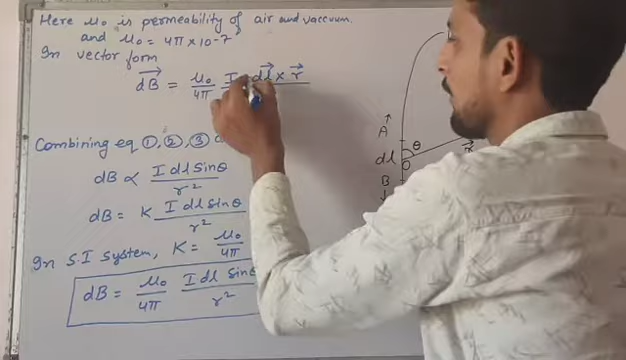 Here μ₀ is permeability of air and vaccum.
and μ₀ = 4π × 10⁻⁷
In vector form
dB⃗ = μ₀/4π I dl⃗ × r⃗
Combining eq ①, ②, ③
dB ∝ I dl sinθ / r²
dB = K I dl sinθ / r²
In S.I system, K = μ₀/4π
dB = μ₀/4π I dl sinθ / r²
A
θ
dl
O
r⃗
B